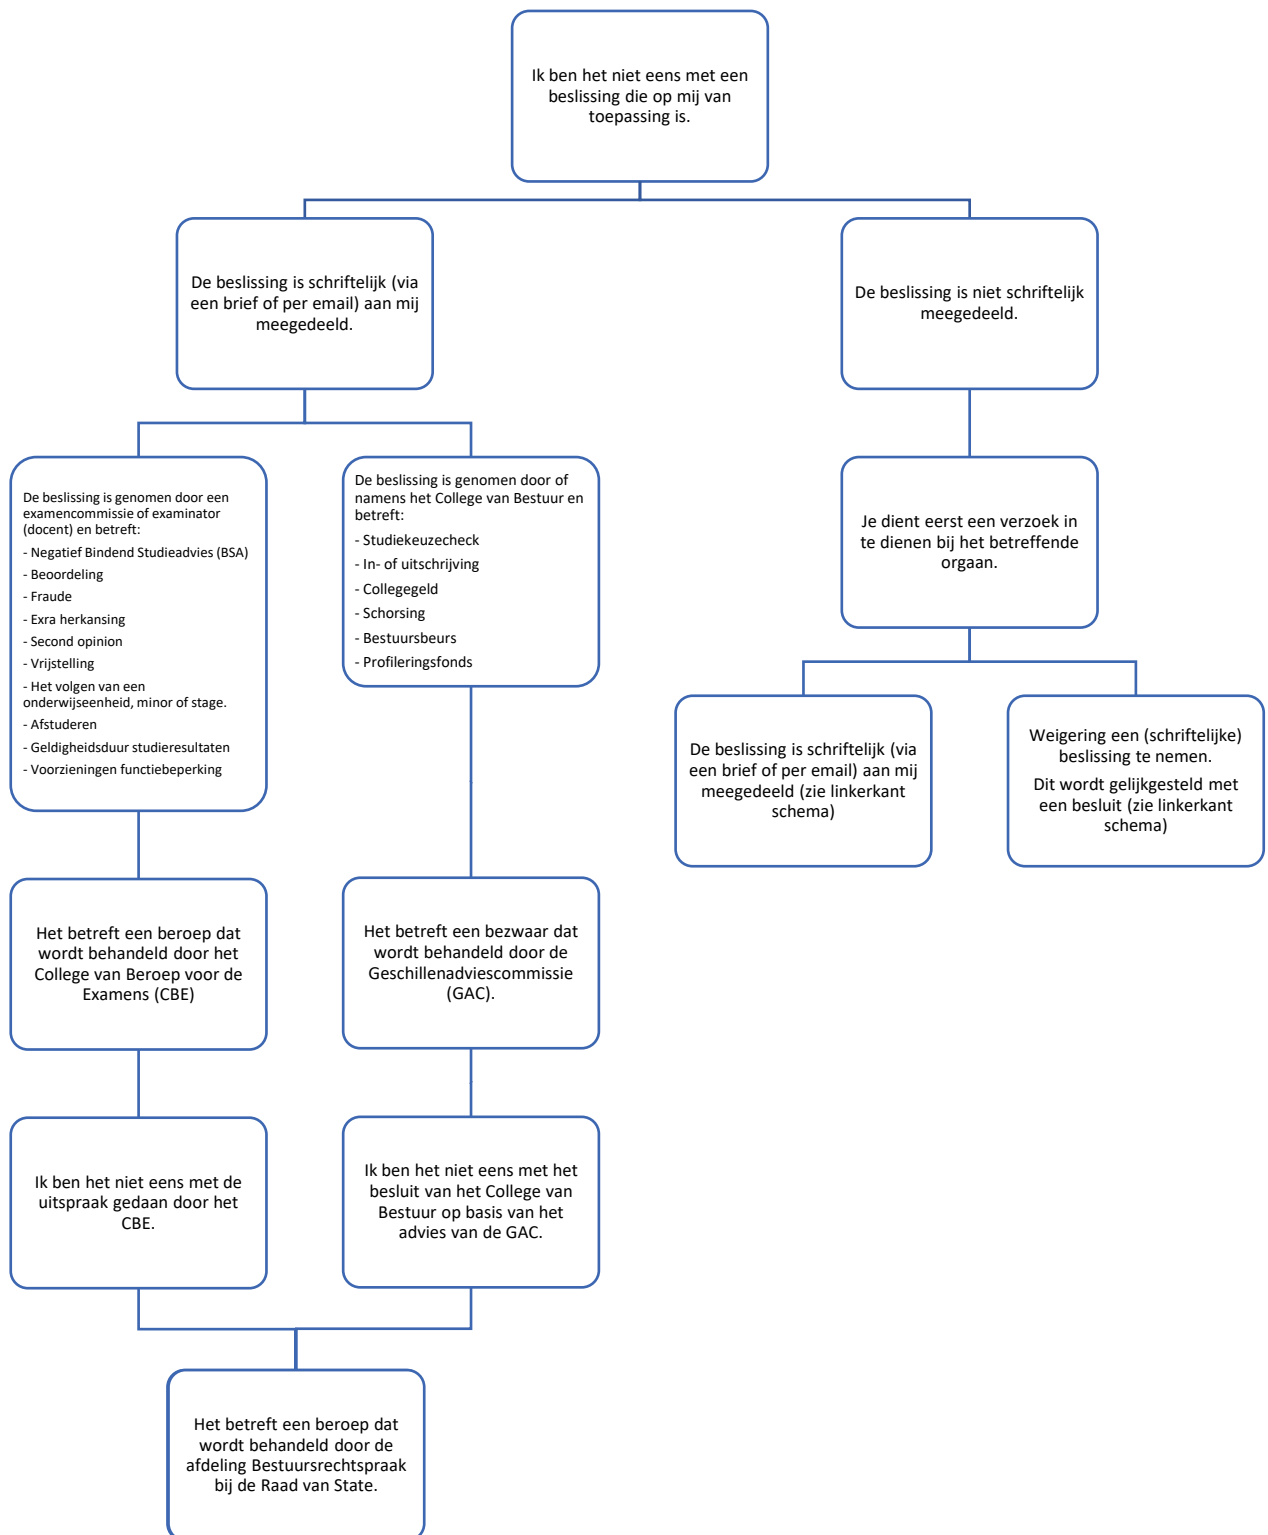 Ik ben het niet eens met een
beslissing die op mij van
toepassing is.
De beslissing is schriftelijk (via
een brief of per email) aan mij
meegedeeld.
De beslissing is niet schriftelijk
meegedeeld.
De beslissing is genomen door een
examencommissie of examinator
(docent) en betreft:
- Negatief Bindend Studieadvies (BSA)
- Beoordeling
- Fraude
- Exra herkansing
- Second opinion
- Vrijstelling
- Het volgen van een
onderwijseenheid, minor of stage.
- Afstuderen
- Geldigheidsduur studieresultaten
- Voorzieningen functiebeperking
De beslissing is genomen door of
namens het College van Bestuur en
betreft:
- Studiekeuzecheck
- In- of uitschrijving
- Collegegeld
- Schorsing
- Bestuursbeurs
- Profileringsfonds
Je dient eerst een verzoek in
te dienen bij het betreffende
orgaan.
De beslissing is schriftelijk (via
een brief of per email) aan mij
meegedeeld (zie linkerkant
schema)
Weigering een (schriftelijke)
beslissing te nemen.
Dit wordt gelijkgesteld met
een besluit (zie linkerkant
schema)
Het betreft een beroep dat
wordt behandeld door het
College van Beroep voor de
Examens (CBE)
Het betreft een bezwaar dat
wordt behandeld door de
Geschillenadviescommissie
(GAC).
Ik ben het niet eens met de
uitspraak gedaan door het
CBE.
Ik ben het niet eens met het
besluit van het College van
Bestuur op basis van het
advies van de GAC.
Het betreft een beroep dat
wordt behandeld door de
afdeling Bestuursrechtspraak
bij de Raad van State.